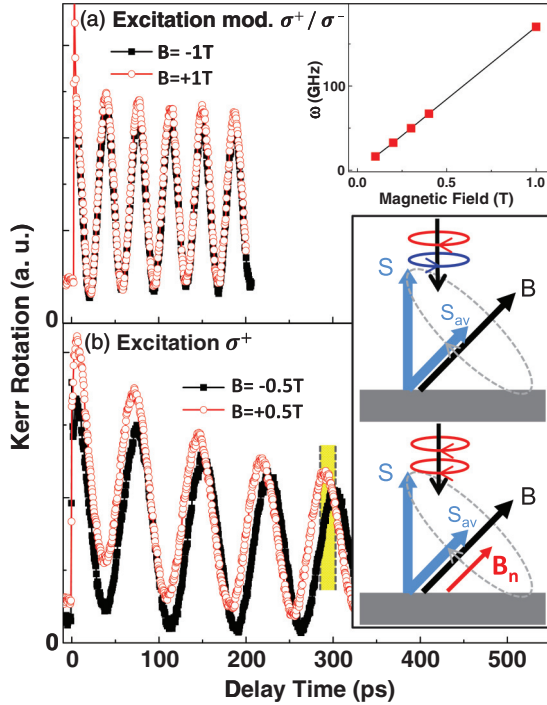 (a) Excitation mod. σ⁺/σ⁻
B= -1T
B=+1T
ω (GHz)
100
0
0.0
0.5
1.0
Magnetic Field (T)
S
S_av
B
0
(b) Excitation σ⁺
B= -0.5T
B=+0.5T
S
S_av
B
B_n
Kerr Rotation (a. u.)
0
0
100
200
300
400
500
Delay Time (ps)